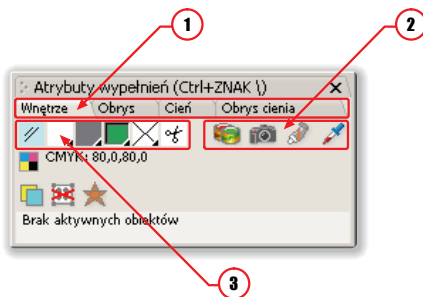 1
2
Atrybuty wypełnień (Ctrl+ZNAK \)
Wnętrze Obrys Cień Obrys cienia
CMYK: 80,0,80,0
Brak aktywnych obiektów
3